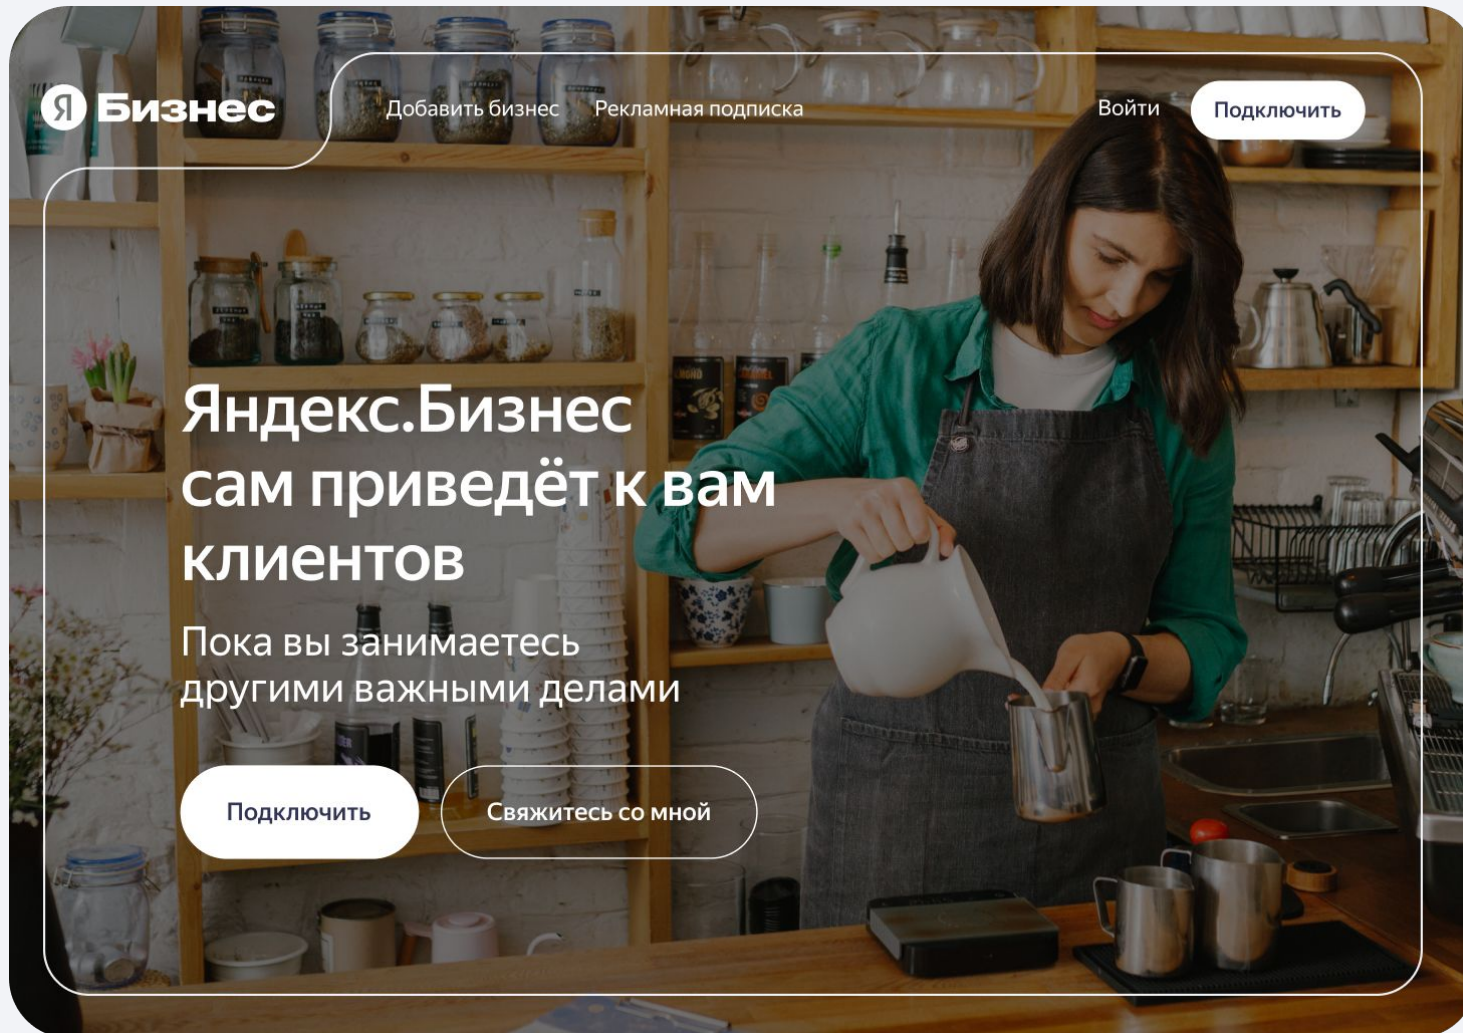 Я Бизнес
Добавить бизнес
Рекламная подписка
Войти
Подключить
Яндекс.Бизнес
сам приведёт к вам
клиентов
Пока вы занимаетесь
другими важными делами
Подключить
Свяжитесь со мной